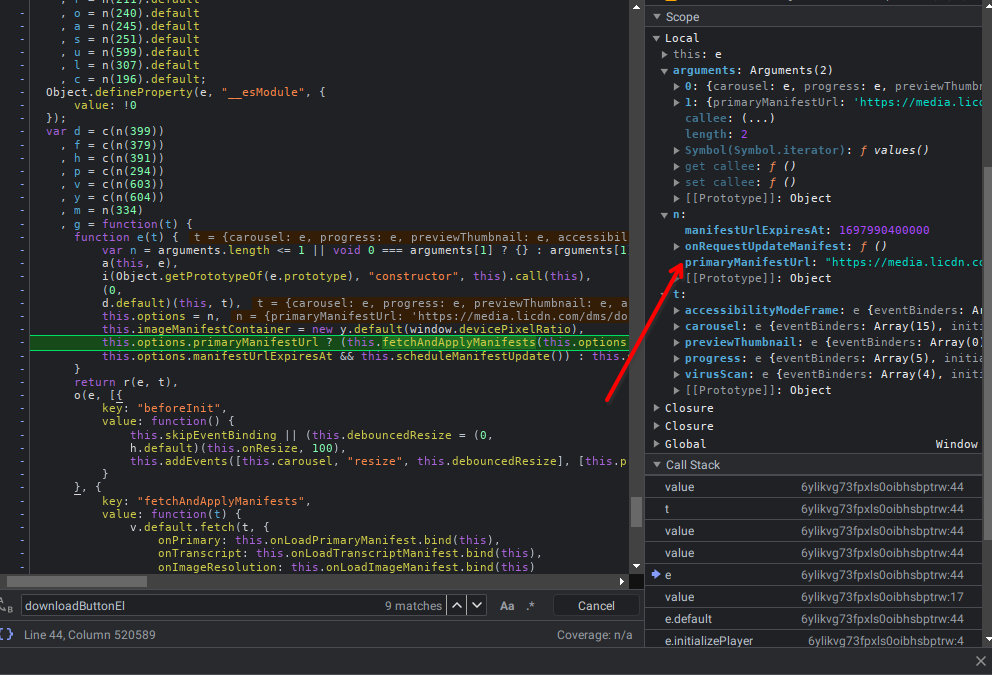 , r = n(211).default
, o = n(240).default
, a = n(245).default
, s = n(251).default
, u = n(599).default
, l = n(307).default
, c = n(196).default;
Object.defineProperty(e, "__esModule", {
value: !0
});
var d = c(n(399))
, f = c(n(379))
, h = c(n(391))
, p = c(n(294))
, v = c(n(603))
, y = c(n(604))
, m = n(334)
, g = function(t) {
function e(t) { t = {carousel: e, progress: e, previewThumbnail: e, accessibil
var n = arguments.length <= 1 || void 0 === arguments[1] ? {} : arguments[1
a(this, e),
i(Object.getPrototypeOf(e.prototype), "constructor", this).call(this),
(0,
d.default)(this, t), t = {carousel: e, progress: e, previewThumbnail: e, a
this.options = n, n = {primaryManifestUrl: 'https://media.licdn.com/dms/do
this.imageManifestContainer = new y.default(window.devicePixelRatio),
this.options.primaryManifestUrl ? (this.fetchAndApplyManifests(this.options
this.options.manifestUrlExpiresAt && this.scheduleManifestUpdate()) : this.
}
return r(e, t),
o(e, [{
key: "beforeInit",
value: function() {
this.skipEventBinding || (this.debouncedResize = (0,
h.default)(this.onResize, 100),
this.addEvents([this.carousel, "resize", this.debouncedResize], [this.p
}
}, {
key: "fetchAndApplyManifests",
value: function(t) {
v.default.fetch(t, {
onPrimary: this.onLoadPrimaryManifest.bind(this),
onTranscript: this.onLoadTranscriptManifest.bind(this),
onImageResolution: this.onLoadImageManifest.bind(this)
A B
downloadButtonEl
9 matches
Aa
.*
Cancel
{} Line 44, Column 520589
Coverage: n/a
Scope
Local
this: e
arguments: Arguments(2)
0: {carousel: e, progress: e, previewThumbn
1: {primaryManifestUrl: 'https://media.licd
callee: (...)
length: 2
Symbol(Symbol.iterator): ƒ values()
get callee: ƒ ()
set callee: ƒ ()
[[Prototype]]: Object
n:
manifestUrlExpiresAt: 1697990400000
onRequestUpdateManifest: ƒ ()
primaryManifestUrl: "https://media.licdn.co
[[Prototype]]: Object
t:
accessibilityModeFrame: e {eventBinders: Ar
carousel: e {eventBinders: Array(15), initi
previewThumbnail: e {eventBinders: Array(0)
progress: e {eventBinders: Array(5), initia
virusScan: e {eventBinders: Array(4), initi
[[Prototype]]: Object
Closure
Closure
Global
Window
Call Stack
value 6ylikvg73fpxls0oibhsbptrw:44
t 6ylikvg73fpxls0oibhsbptrw:44
value 6ylikvg73fpxls0oibhsbptrw:44
value 6ylikvg73fpxls0oibhsbptrw:44
e 6ylikvg73fpxls0oibhsbptrw:44
value 6ylikvg73fpxls0oibhsbptrw:17
e.default 6ylikvg73fpxls0oibhsbptrw:44
e.initializePlayer 6ylikvg73fpxls0oibhsbptrw:4